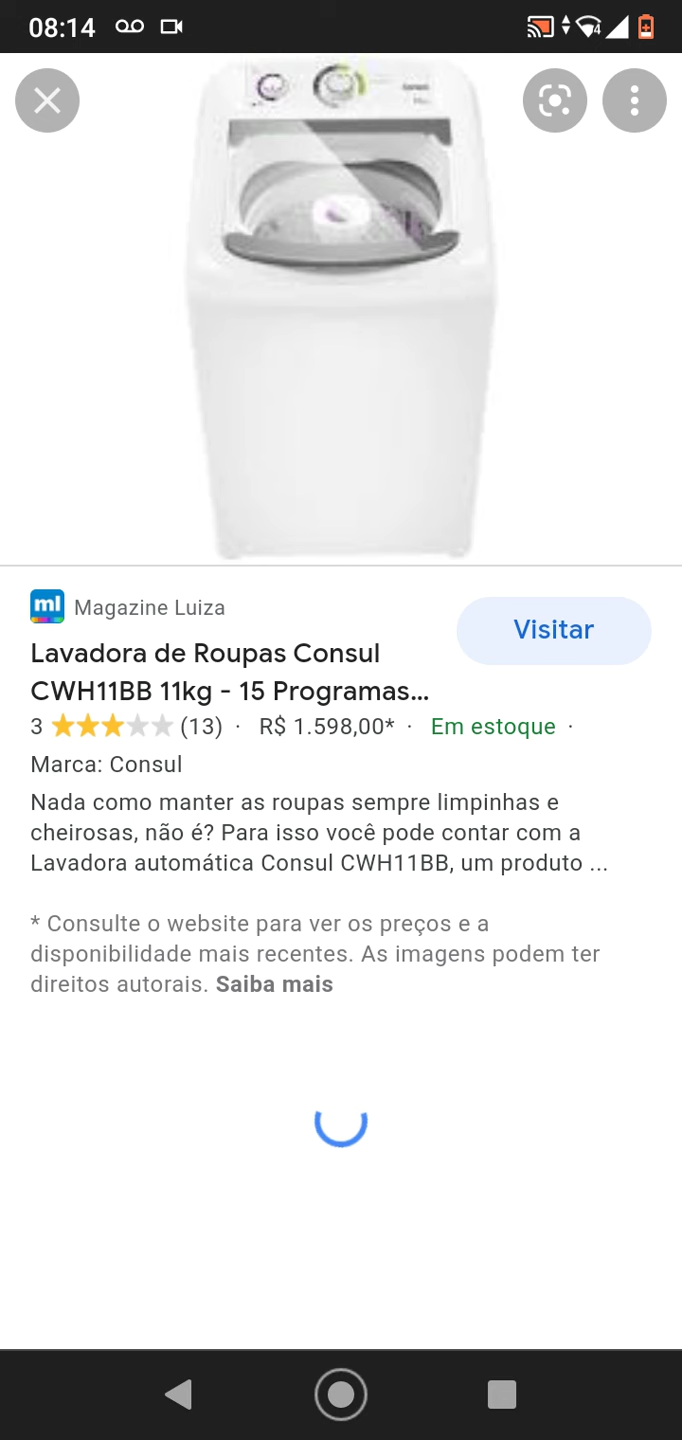 08:14
4
ml Magazine Luiza
Visitar
Lavadora de Roupas Consul
CWH11BB 11kg - 15 Programas...
3 (13) · R$ 1.598,00* · Em estoque ·
Marca: Consul
Nada como manter as roupas sempre limpinhas e
cheirosas, não é? Para isso você pode contar com a
Lavadora automática Consul CWH11BB, um produto ...
* Consulte o website para ver os preços e a
disponibilidade mais recentes. As imagens podem ter
direitos autorais. Saiba mais